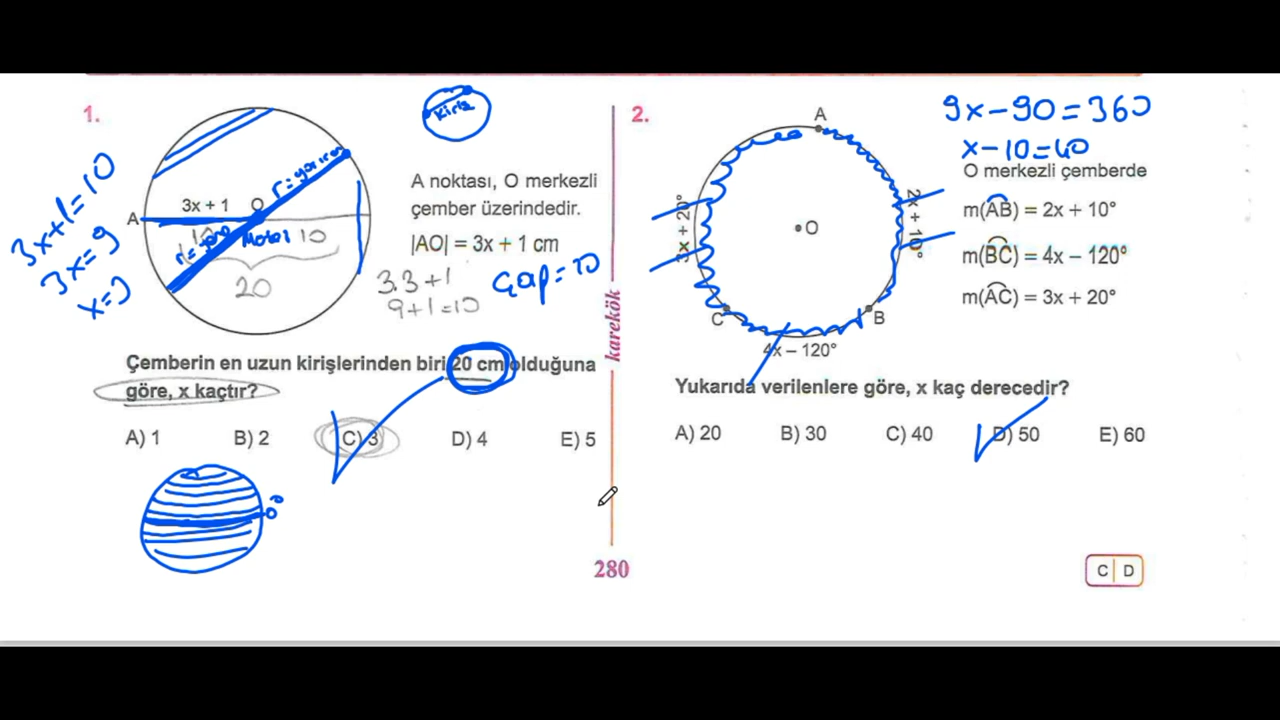 1.
Kiriş
3x+1=10
3x=9
x=3
3x + 1
O
r=yarıçap
A
Motor
10
20
A noktası, O merkezli
çember üzerindedir.
|AO| = 3x + 1 cm
3.3+1
9+1=10
Çemberin en uzun kirişlerinden biri 20 cm olduğuna
göre, x kaçtır?
A) 1 B) 2 C) 3 D) 4 E) 5
0°
karekök
2.
A
9x-90=360
x-10=40
3x + 20°
O
2x + 10°
C
B
4x – 120°
O merkezli çemberde
m(AB) = 2x + 10°
m(BC) = 4x – 120°
m(AC) = 3x + 20°
Yukarıda verilenlere göre, x kaç derecedir?
A) 20 B) 30 C) 40 D) 50 E) 60
280
C D